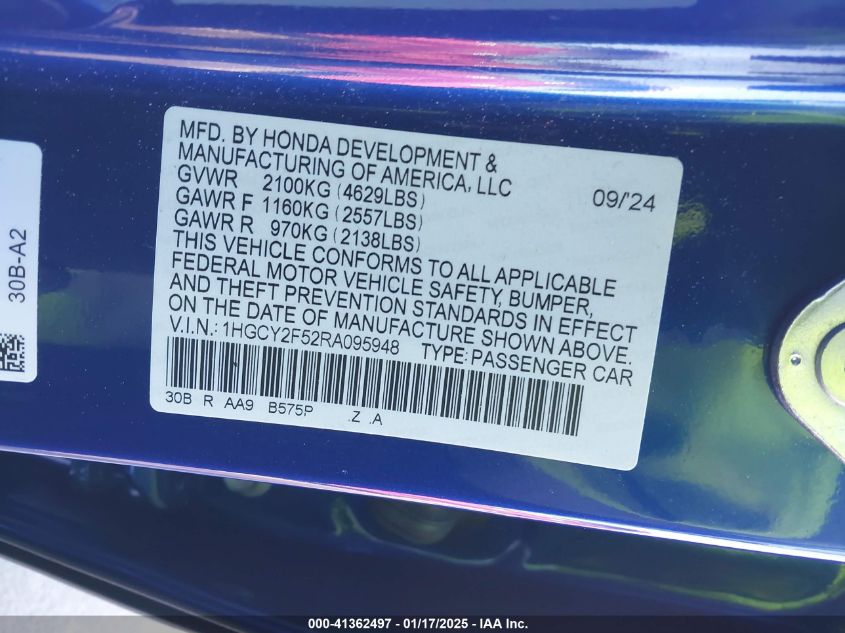 MFD. BY HONDA DEVELOPMENT &
MANUFACTURING OF AMERICA, LLC
GVWR 2100KG (4629LBS) 09/'24
GAWR F 1160KG (2557LBS)
GAWR R 970KG (2138LBS)
THIS VEHICLE CONFORMS TO ALL APPLICABLE
FEDERAL MOTOR VEHICLE SAFETY, BUMPER,
AND THEFT PREVENTION STANDARDS IN EFFECT
ON THE DATE OF MANUFACTURE SHOWN ABOVE.
V.I.N.: 1HGCY2F52RA095948 TYPE: PASSENGER CAR
30B R AA9 B575P .Z .A
30B-A2
000-41362497 - 01/17/2025 - IAA Inc.